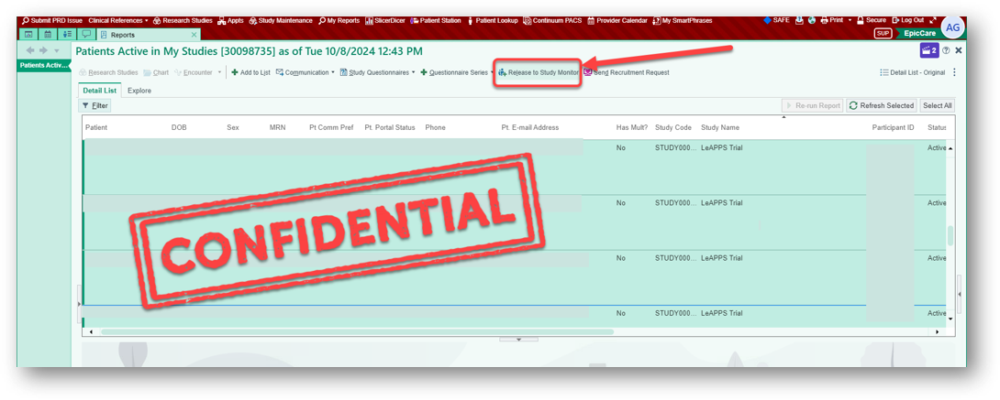 Submit PRD Issue Clinical References Research Studies Appts Study Maintenance My Reports SlicerDicer Patient Station Patient Lookup Continuum PACS Provider Calendar My SmartPhrases SAFE Print Secure Log Out
Reports SUP EpicCare AG
Patients Activ...
Patients Active in My Studies [30098735] as of Tue 10/8/2024 12:43 PM 2
Research Studies Chart Encounter Add to List Communication Study Questionnaires Questionnaire Series Release to Study Monitor Send Recruitment Request Detail List - Original
Detail List Explore
Filter Re-run Report Refresh Selected Select All
Patient DOB Sex MRN Pt Comm Pref Pt. Portal Status Phone Pt. E-mail Address Has Mult? Study Code Study Name Participant ID Status
No STUDY000... LeAPPS Trial Active
No STUDY000... LeAPPS Trial Active
CONFIDENTIAL
No STUDY000... LeAPPS Trial Active
No STUDY000... LeAPPS Trial Active